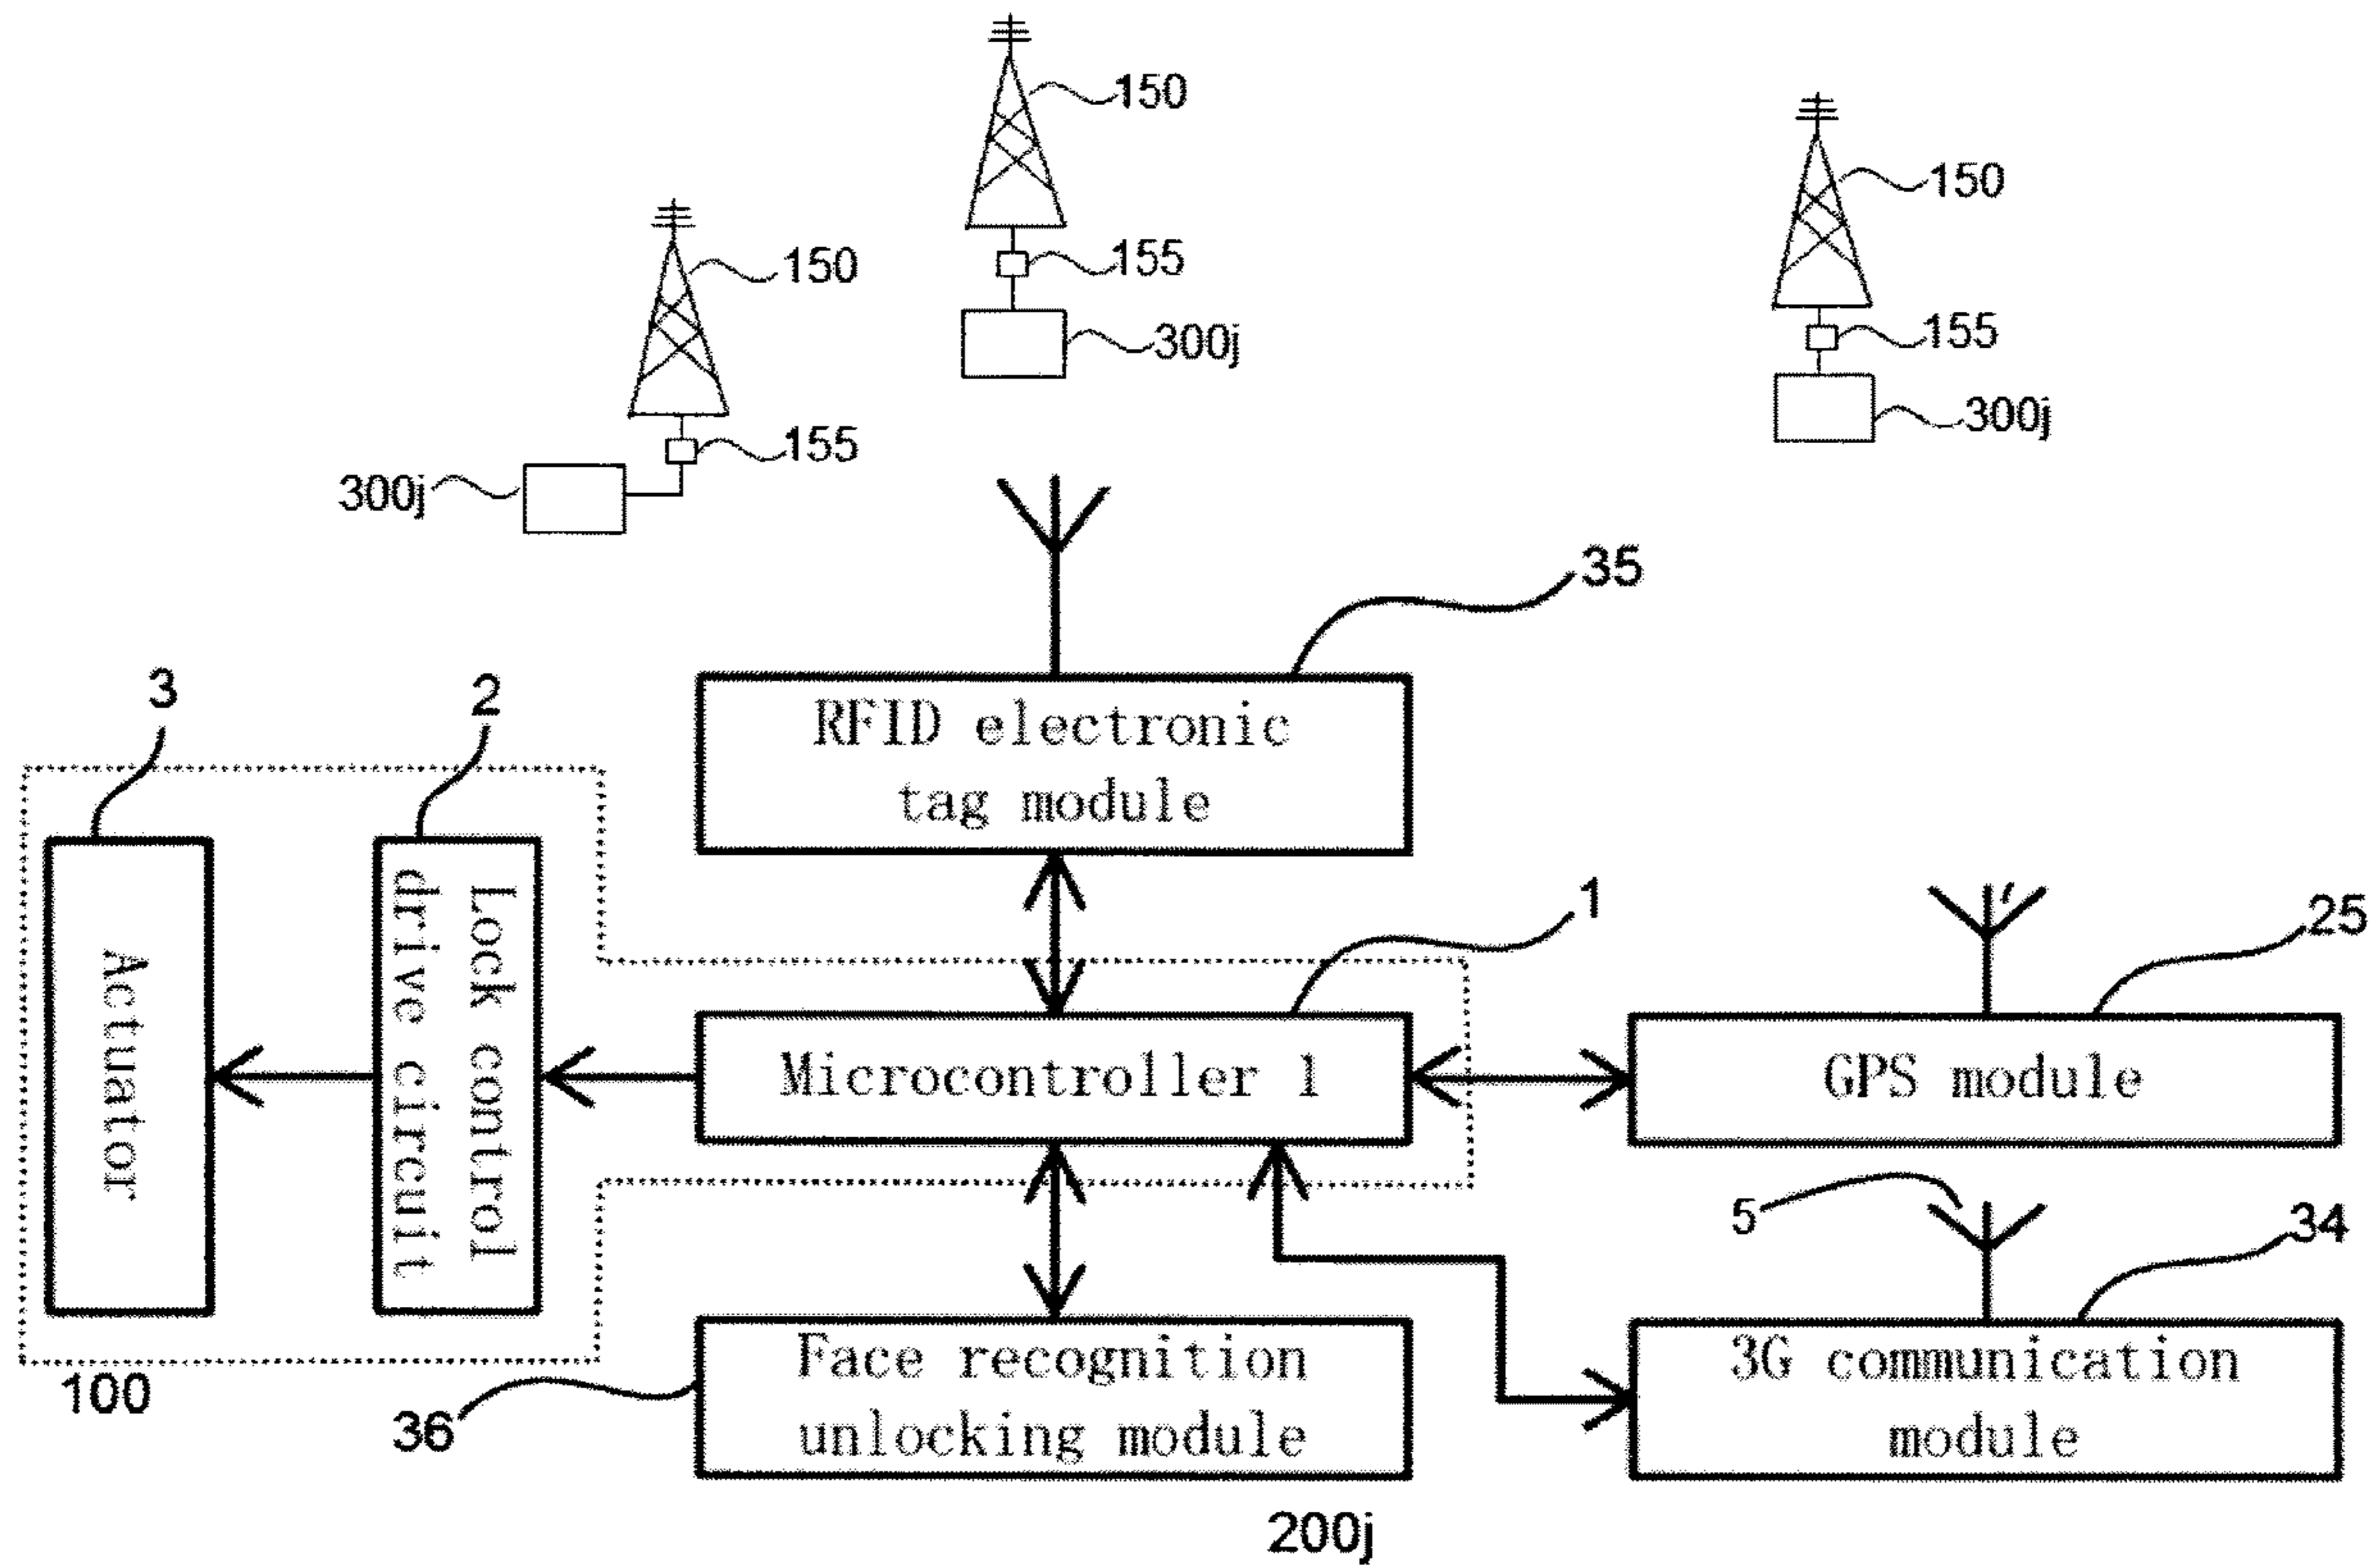 150
150
150
155
300j
155
300j
155
300j
35
3
2
RFID electronic
tag module
1
25
Actuator
Lock control
drive circuit
Microcontroller 1
GPS module
5
34
100
36
Face recognition
unlocking module
3G communication
module
200j